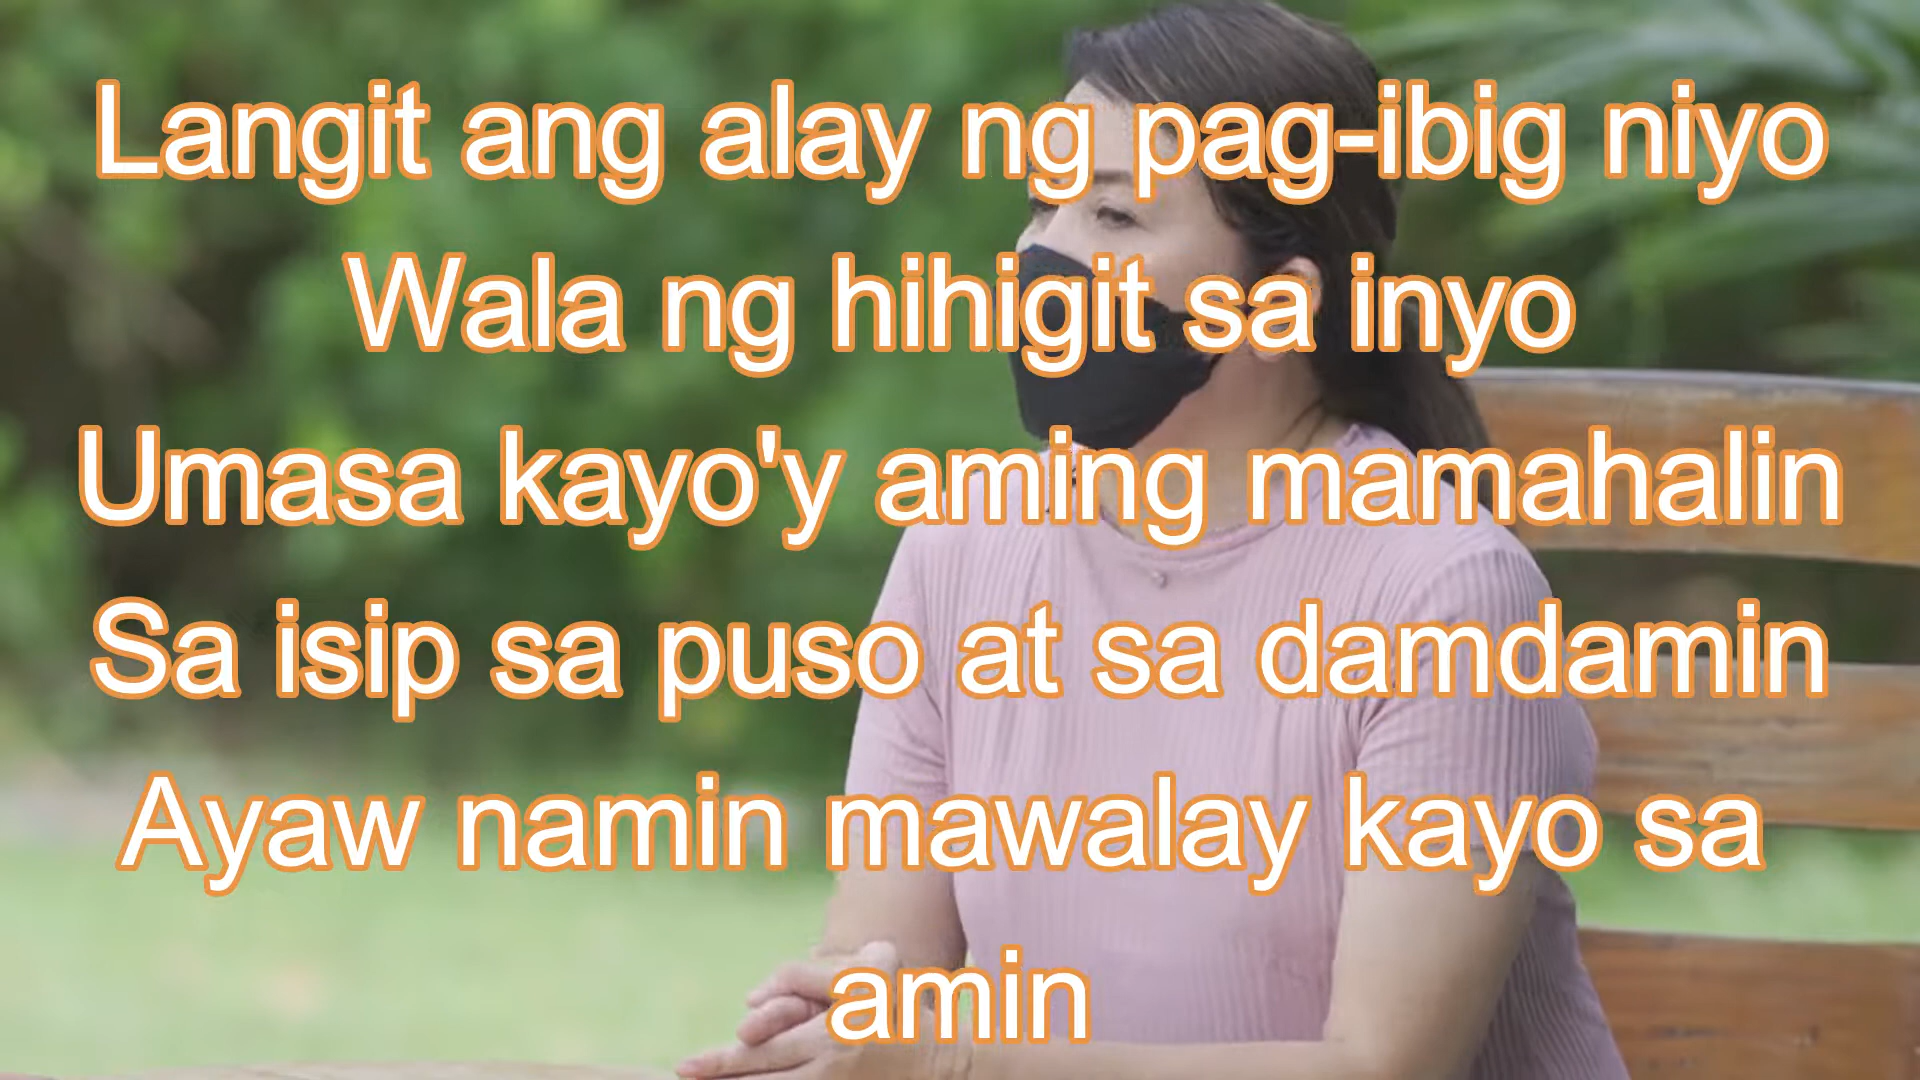 Langit ang alay ng pag-ibig niyo
Wala ng hihigit sa inyo
Umasa kayo'y aming mamahalin
Sa isip sa puso at sa damdamin
Ayaw namin mawalay kayo sa
amin